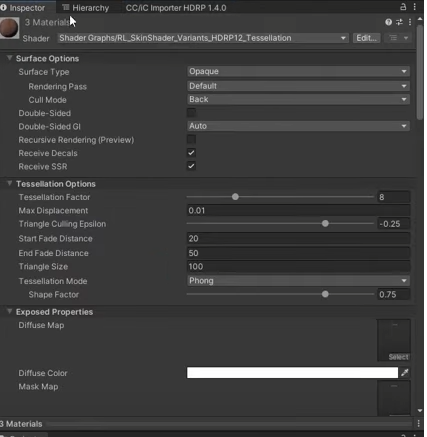 Inspector Hierarchy CC/iC Importer HDRP 1.4.0
3 Materials
Shader Shader Graphs/RL_SkinShader_Variants_HDRP12_Tessellation Edit...
Surface Options
Surface Type Opaque
Rendering Pass Default
Cull Mode Back
Double-Sided
Double-Sided GI Auto
Recursive Rendering (Preview)
Receive Decals
Receive SSR
Tessellation Options
Tessellation Factor 8
Max Displacement 0.01
Triangle Culling Epsilon -0.25
Start Fade Distance 20
End Fade Distance 50
Triangle Size 100
Tessellation Mode Phong
Shape Factor 0.75
Exposed Properties
Diffuse Map
Select
Diffuse Color
Mask Map
3 Materials